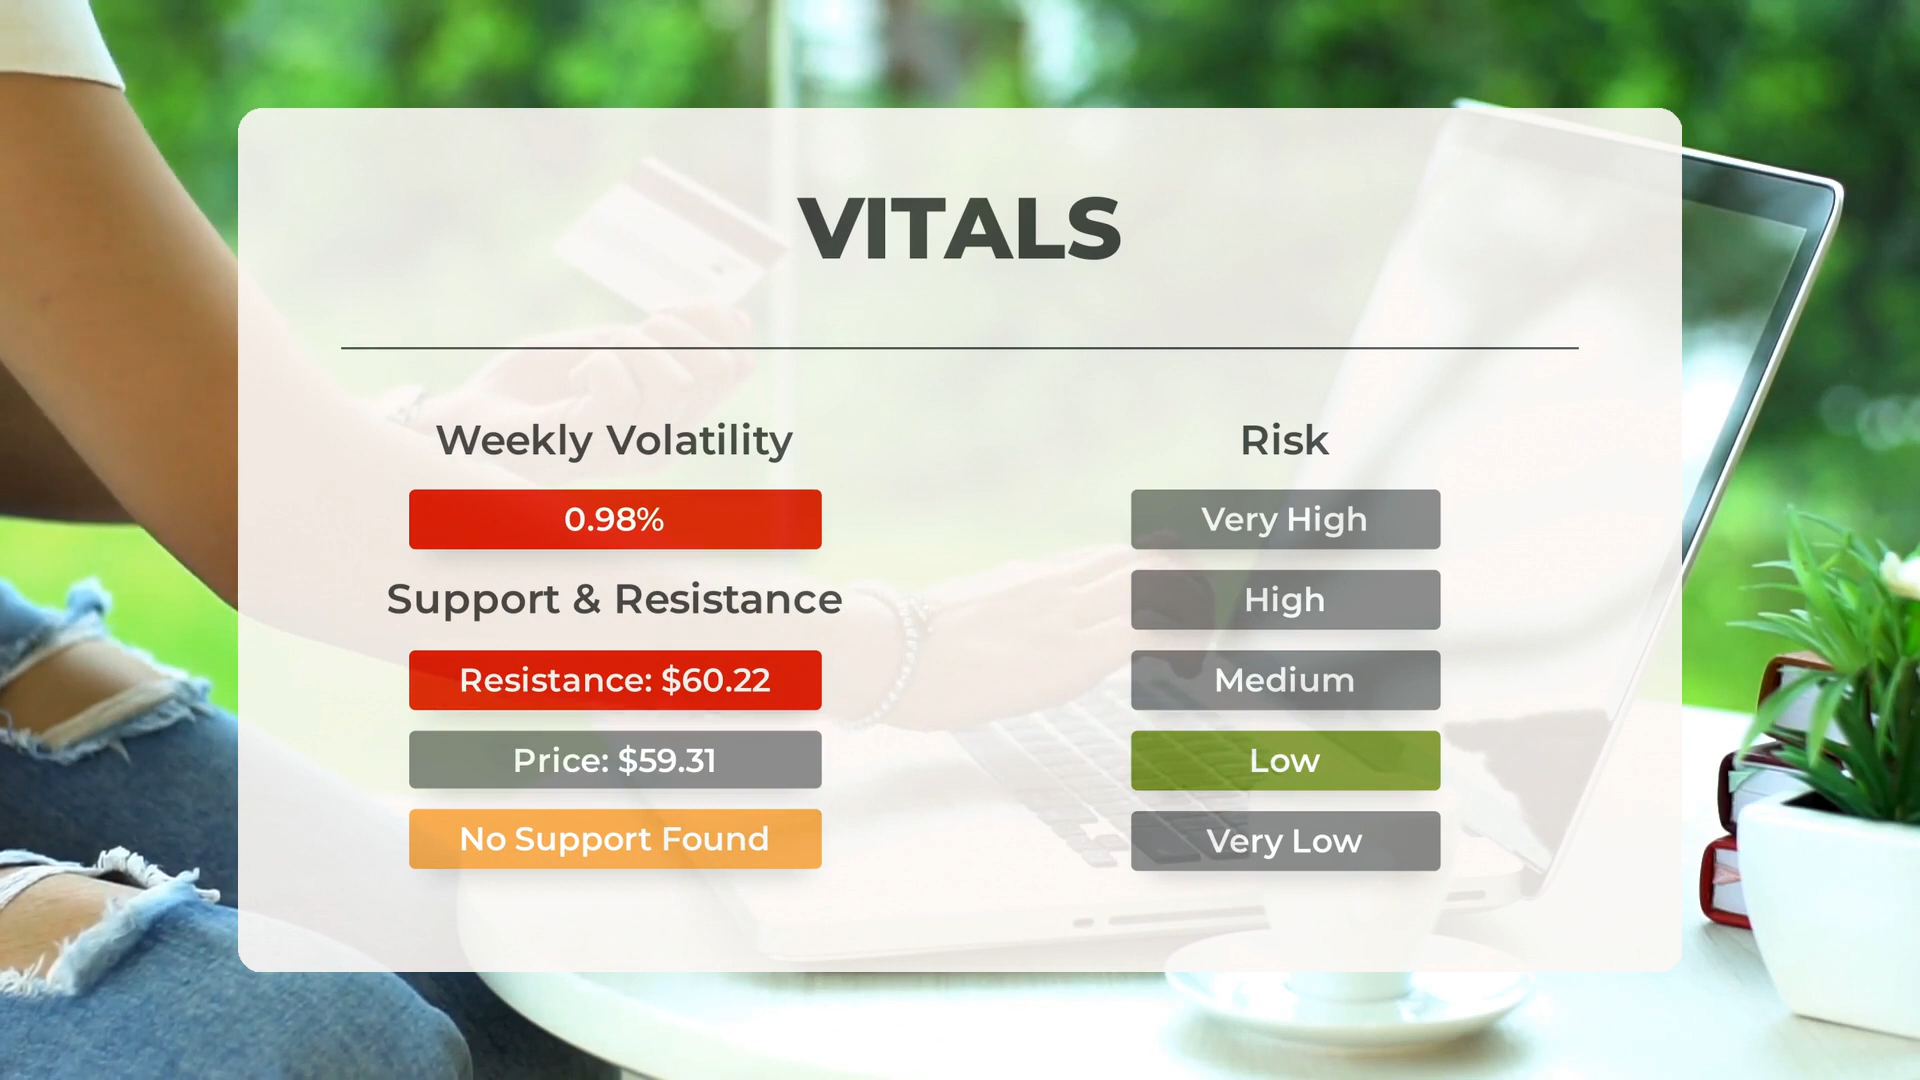 VITALS
Weekly Volatility
0.98%
Support & Resistance
Resistance: $60.22
Price: $59.31
No Support Found
Risk
Very High
High
Medium
Low
Very Low